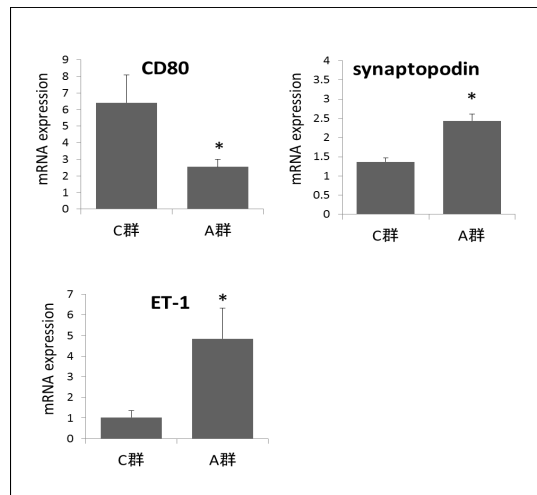 CD80
mRNA expression
9
8
7
6
5
4
3
2
1
0
*
C群
A群
synaptopodin
mRNA expression
4
3.5
3
2.5
2
1.5
1
0.5
0
*
C群
A群
ET-1
mRNA expression
7
6
5
4
3
2
1
0
*
C群
A群